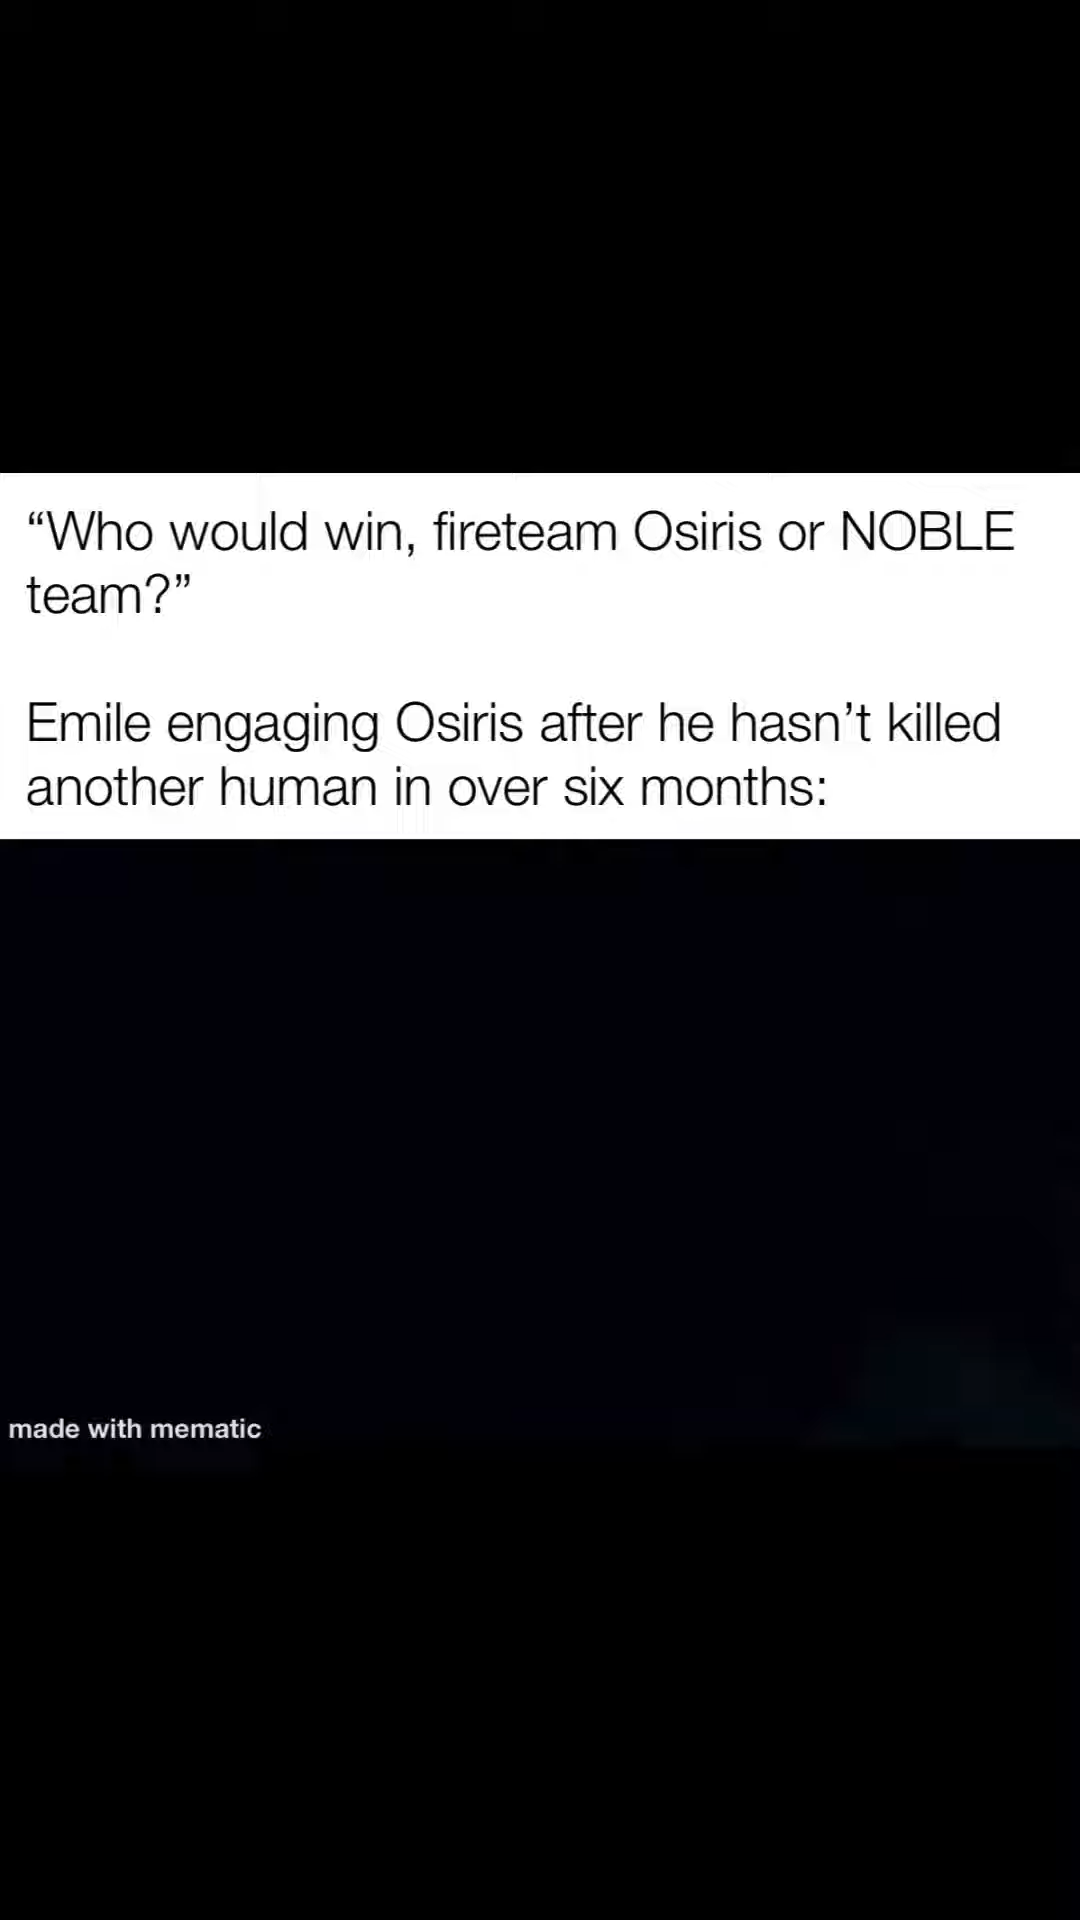 “Who would win, fireteam Osiris or NOBLE
team?”
Emile engaging Osiris after he hasn’t killed
another human in over six months:
made with mematic